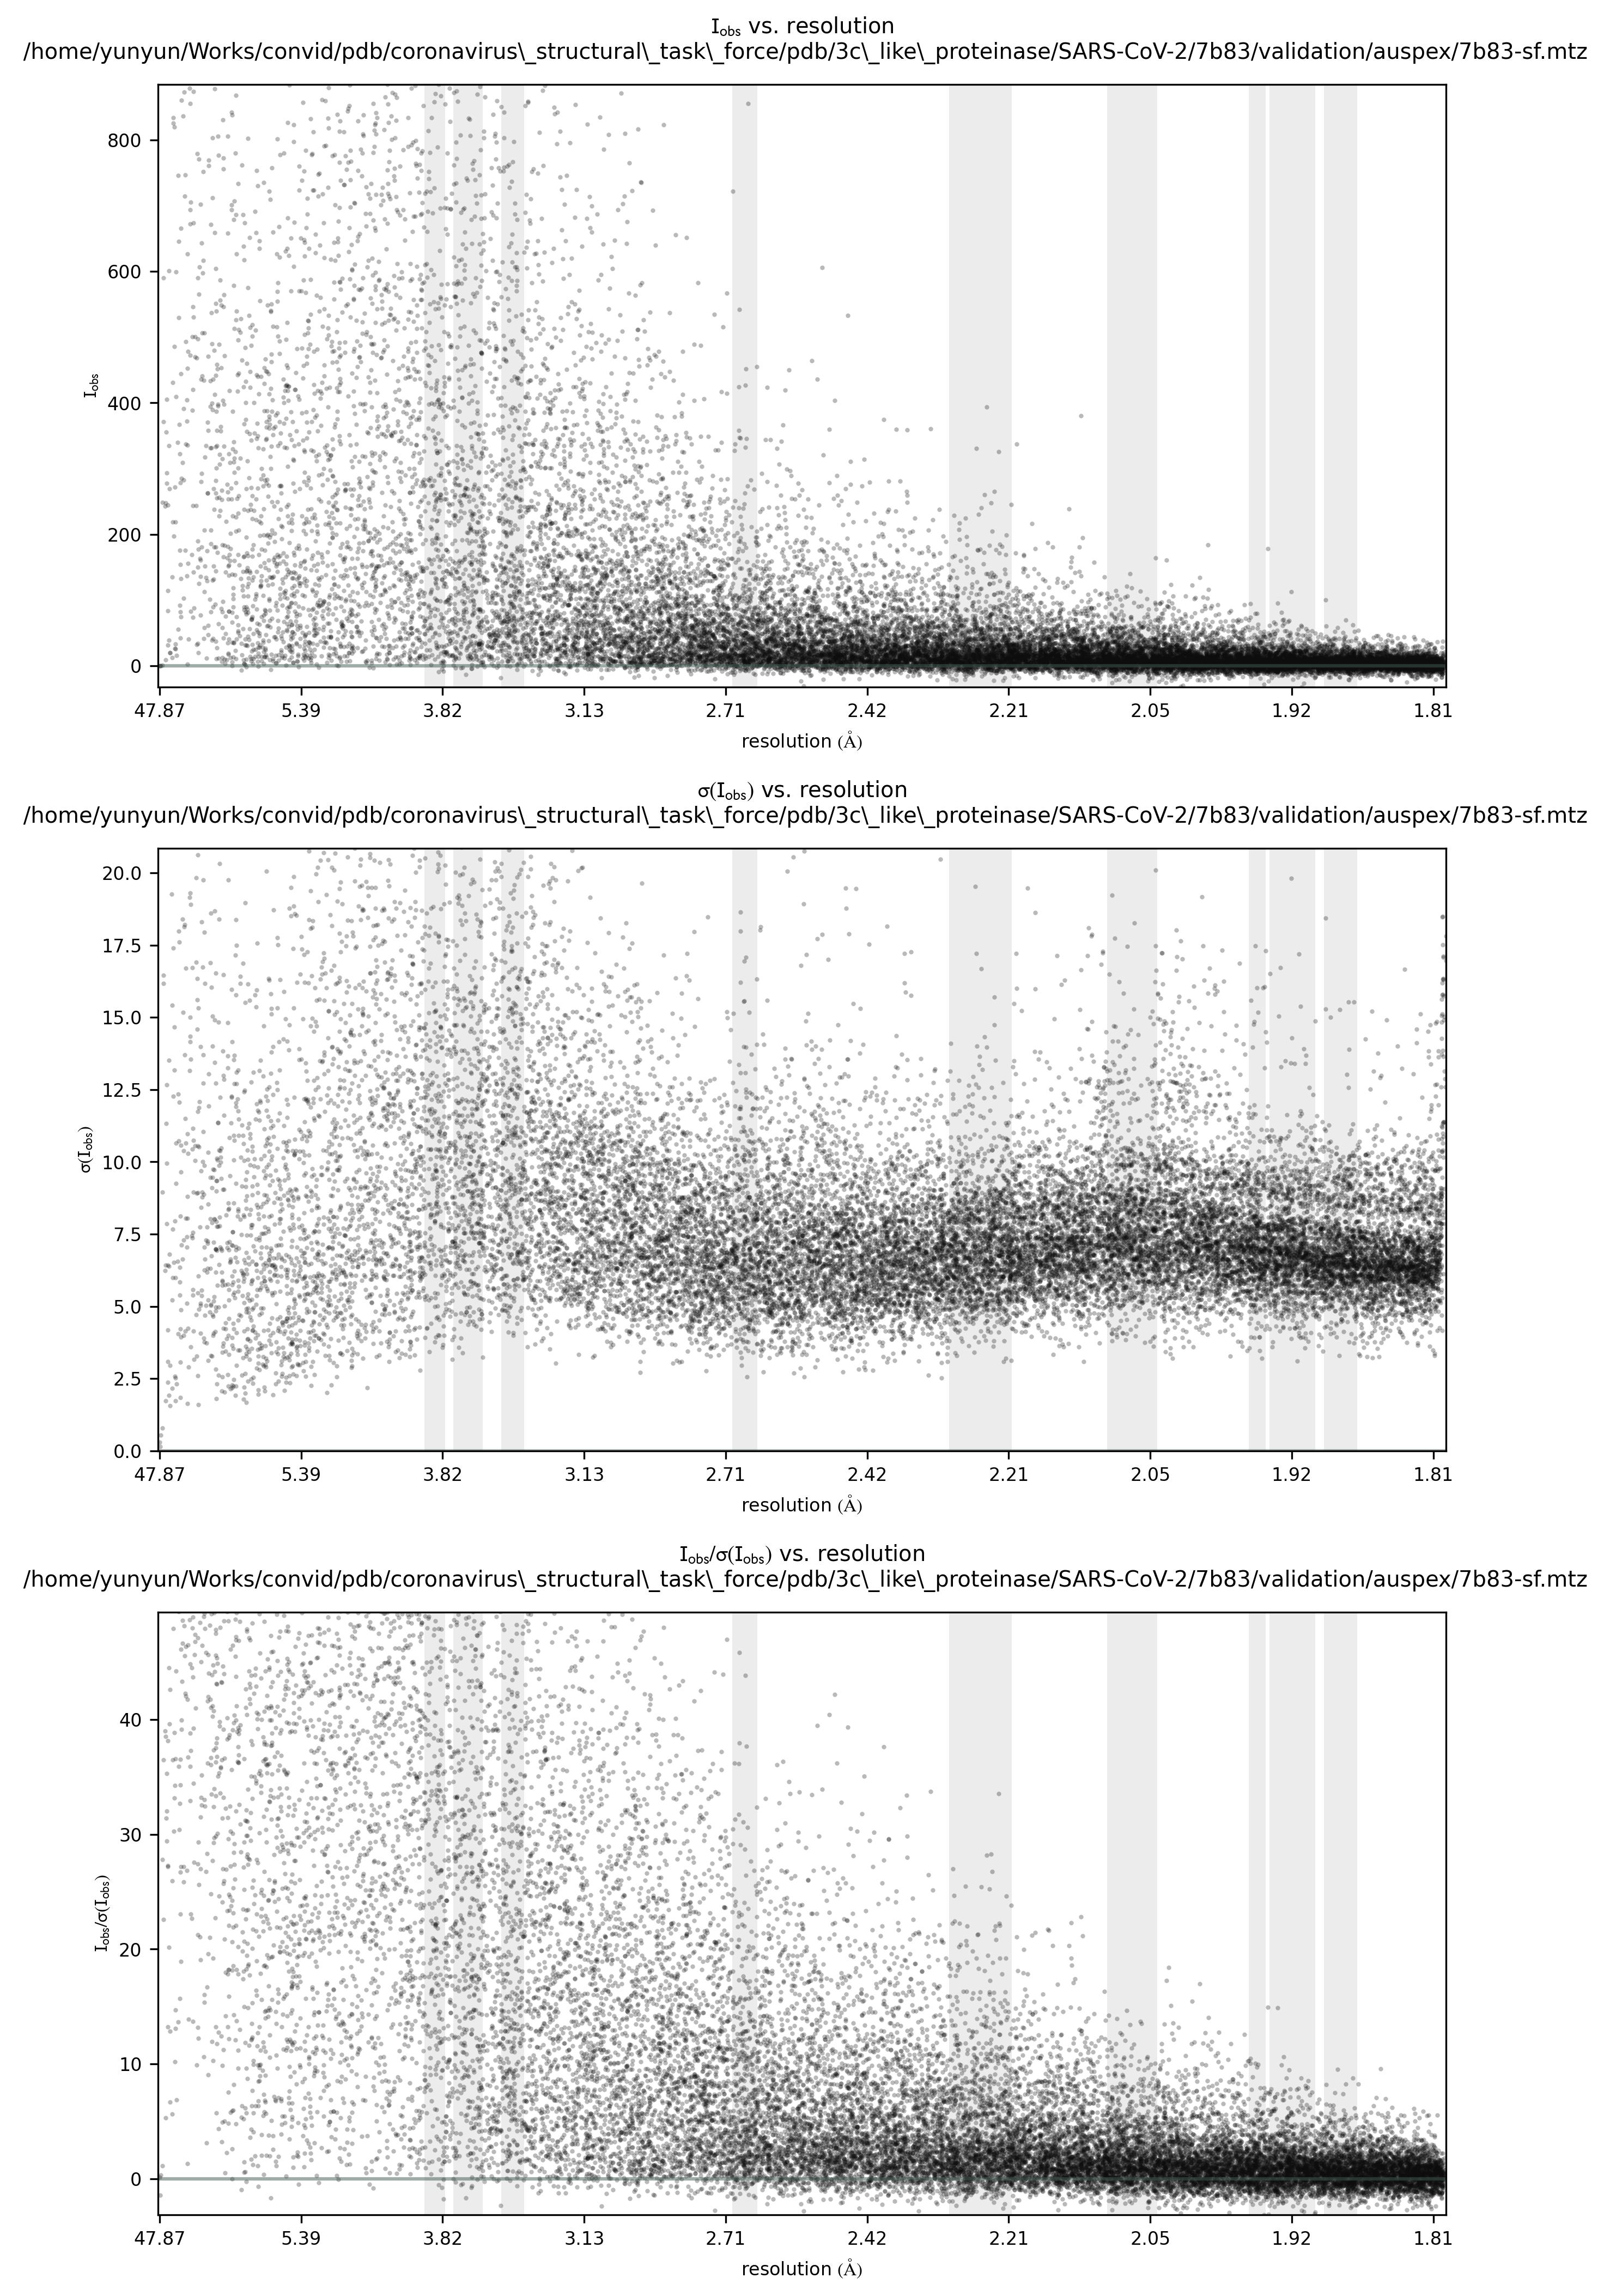 Iobs vs. resolution
/home/yunyun/Works/convid/pdb/coronavirus\_structural\_task\_force/pdb/3c\_like\_proteinase/SARS-CoV-2/7b83/validation/auspex/7b83-sf.mtz
800
600
400
200
0
Iobs
47.87 5.39 3.82 3.13 2.71 2.42 2.21 2.05 1.92 1.81
resolution (Å)
σ(Iobs) vs. resolution
/home/yunyun/Works/convid/pdb/coronavirus\_structural\_task\_force/pdb/3c\_like\_proteinase/SARS-CoV-2/7b83/validation/auspex/7b83-sf.mtz
20.0
17.5
15.0
12.5
10.0
7.5
5.0
2.5
0.0
σ(Iobs)
47.87 5.39 3.82 3.13 2.71 2.42 2.21 2.05 1.92 1.81
resolution (Å)
Iobs/σ(Iobs) vs. resolution
/home/yunyun/Works/convid/pdb/coronavirus\_structural\_task\_force/pdb/3c\_like\_proteinase/SARS-CoV-2/7b83/validation/auspex/7b83-sf.mtz
40
30
20
10
0
Iobs/σ(Iobs)
47.87 5.39 3.82 3.13 2.71 2.42 2.21 2.05 1.92 1.81
resolution (Å)